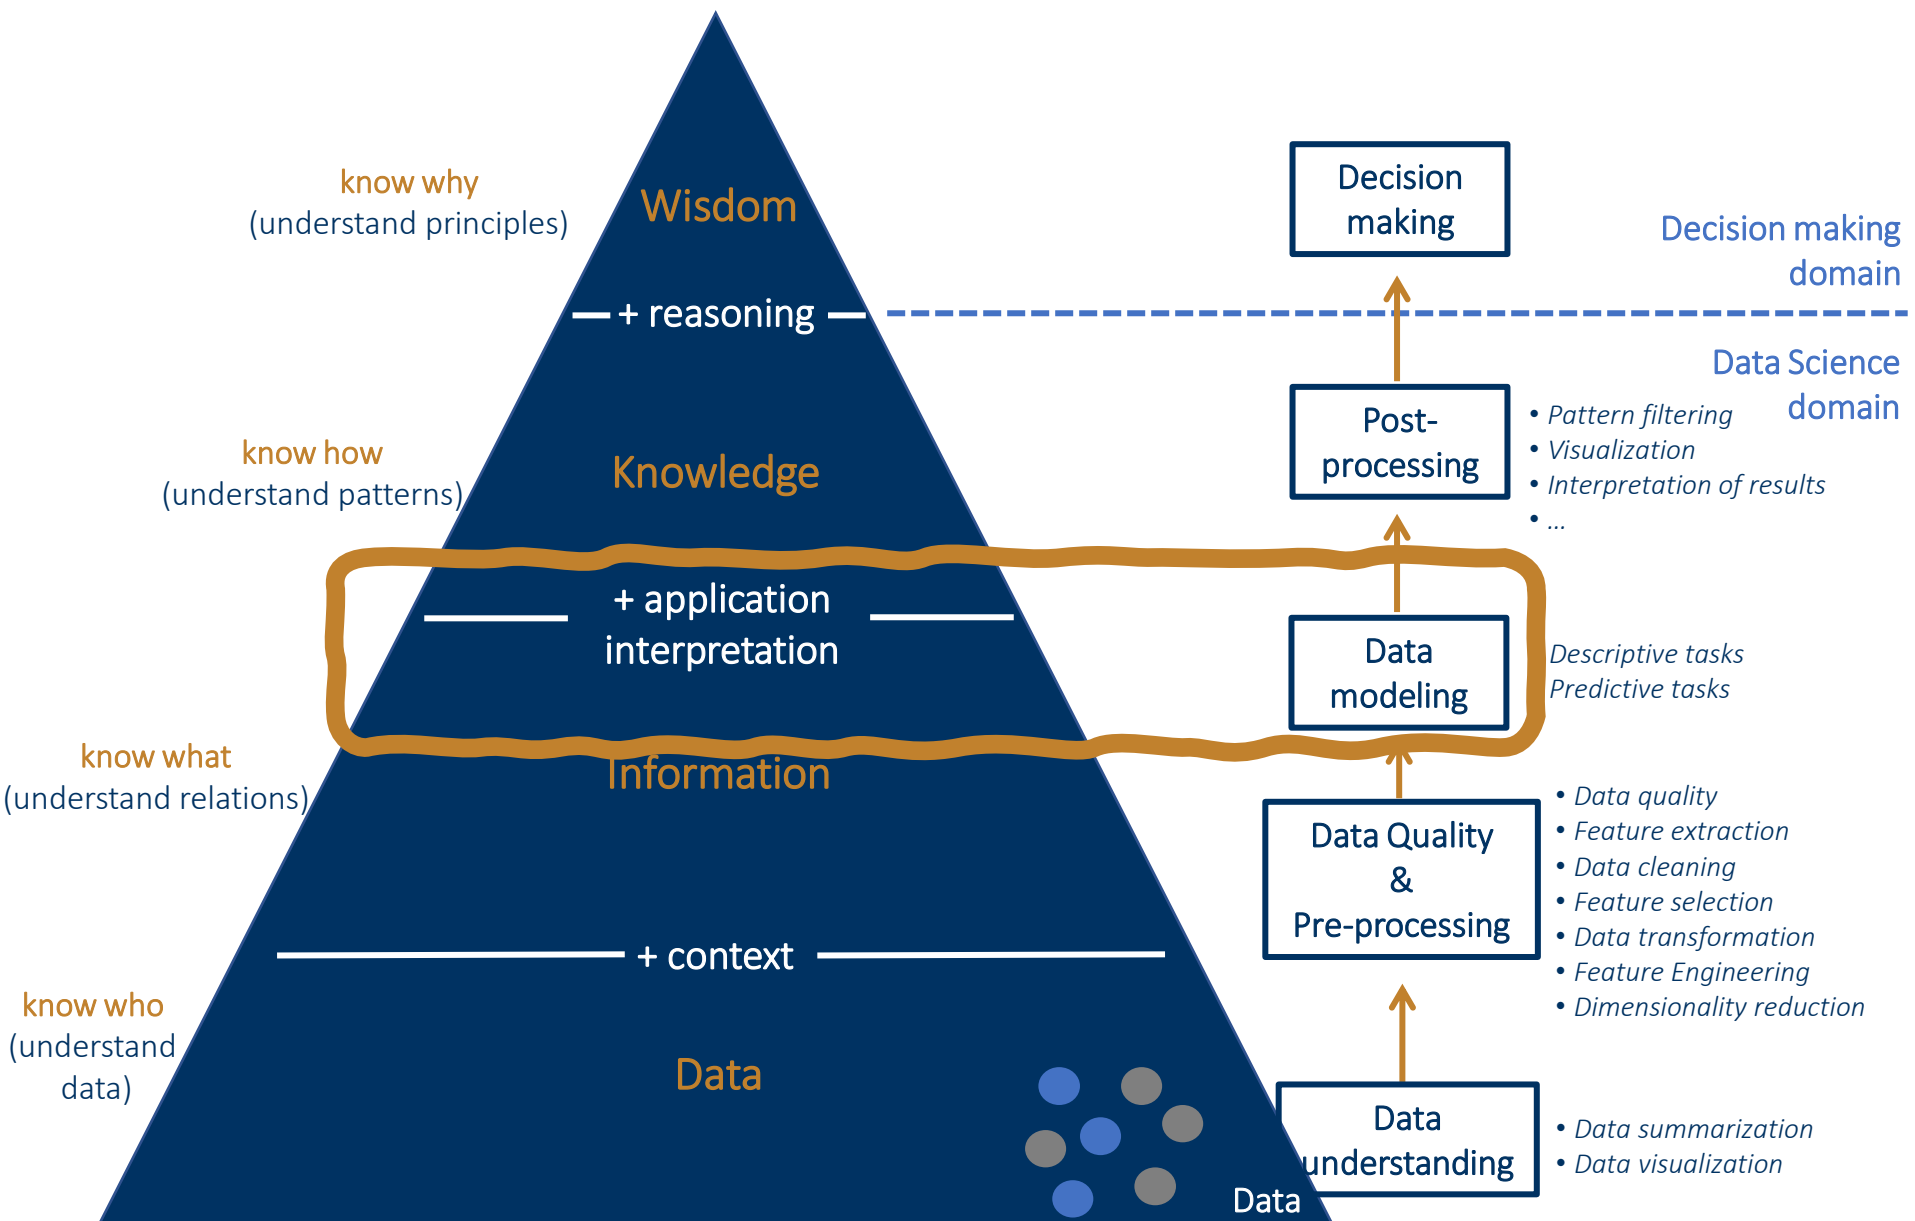 know why
(understand principles)
Wisdom
+ reasoning
know how
(understand patterns)
Knowledge
+ application
interpretation
know what
(understand relations)
Information
+ context
know who
(understand
data)
Data
Data
Decision
making
Decision making
domain
Data Science
domain
Post-
processing
• Pattern filtering
• Visualization
• Interpretation of results
• ...
Data
modeling
Descriptive tasks
Predictive tasks
Data Quality
&
Pre-processing
• Data quality
• Feature extraction
• Data cleaning
• Feature selection
• Data transformation
• Feature Engineering
• Dimensionality reduction
Data
understanding
• Data summarization
• Data visualization